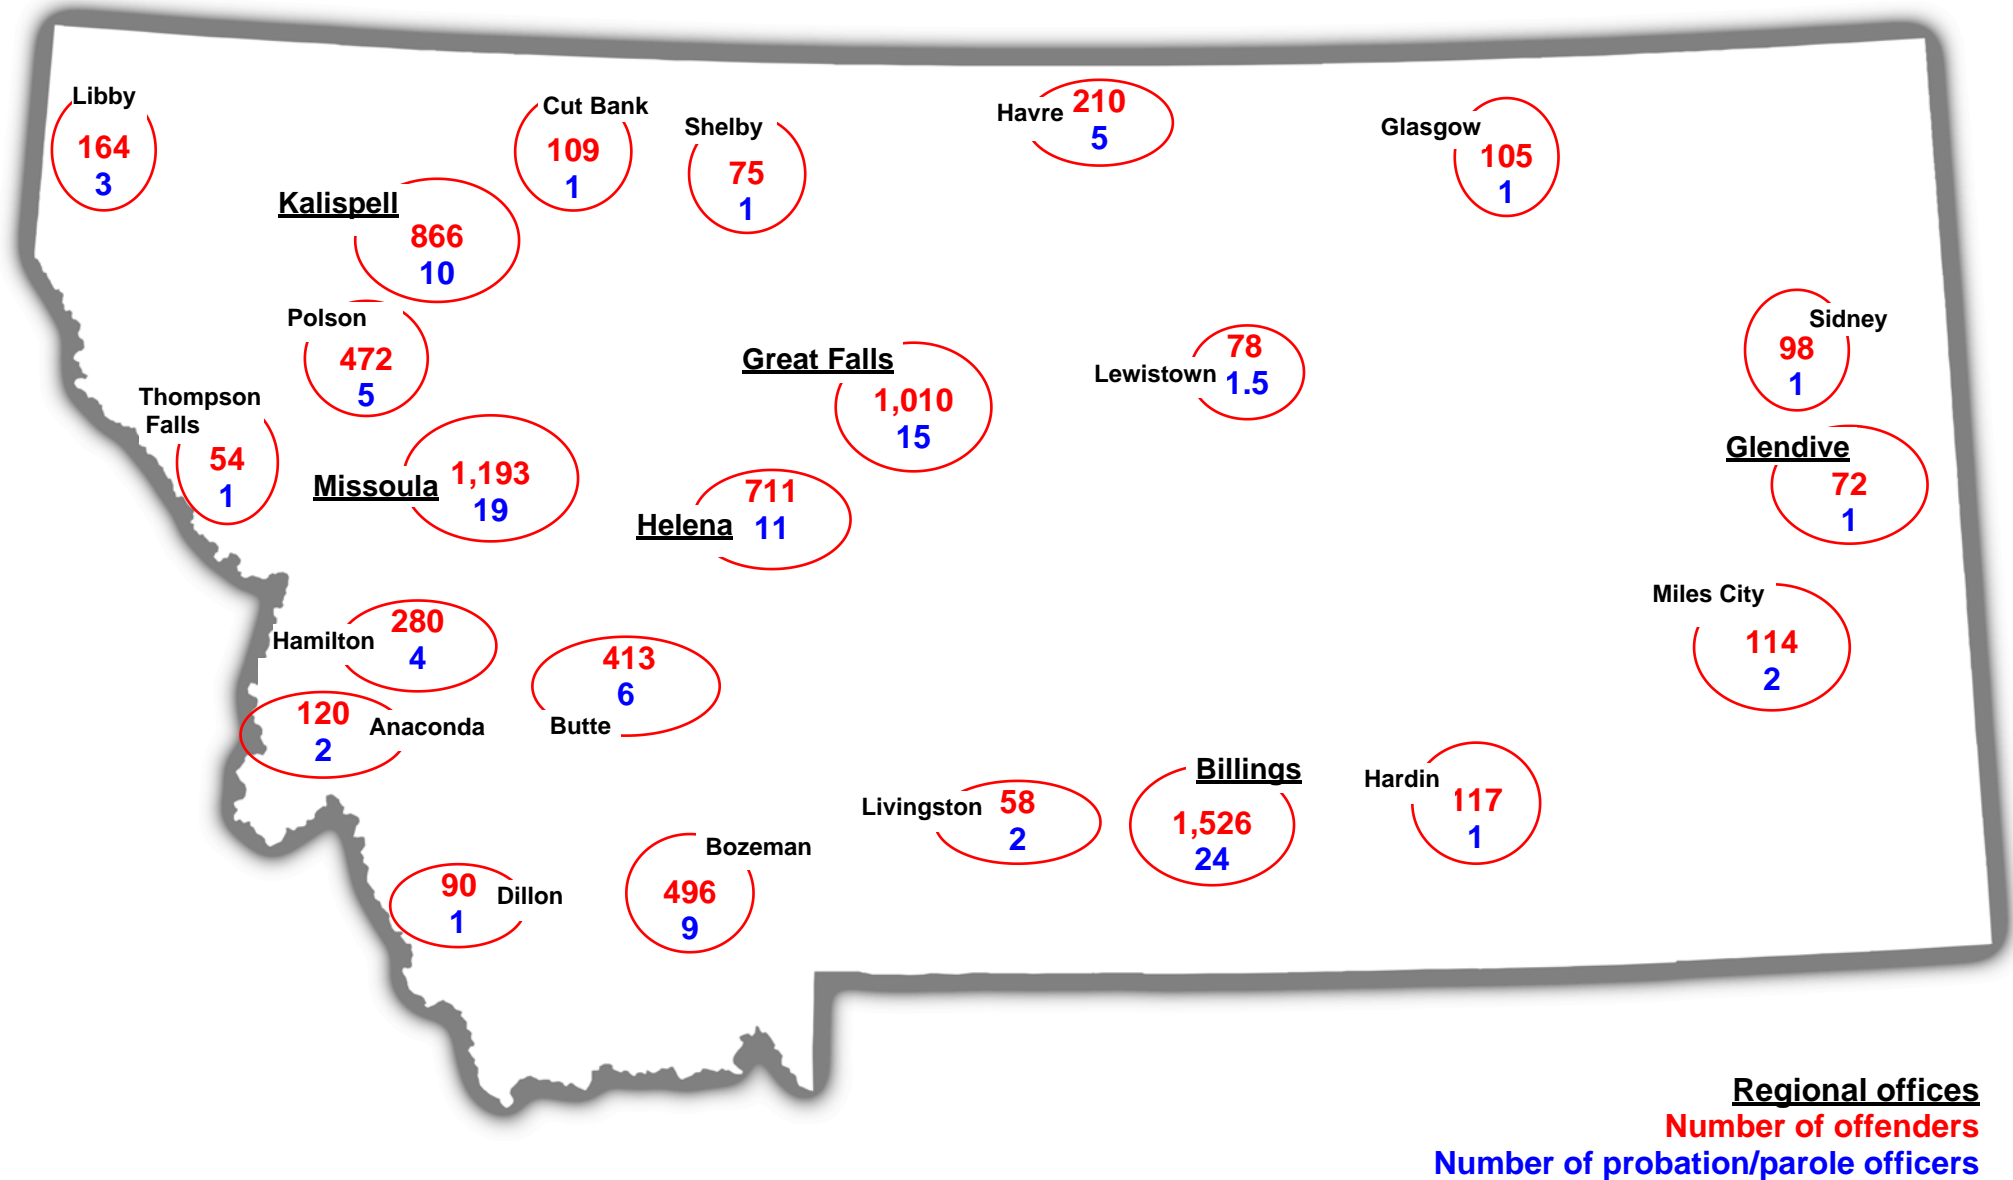 Libby
164
3
Cut Bank
109
1
Shelby
75
1
Havre 210
5
Glasgow
105
1
Kalispell
866
10
Polson
472
5
Great Falls
1,010
15
78
Lewistown 1.5
Sidney
98
1
Thompson
Falls
54
1
Missoula 1,193
19
711
Helena 11
Glendive
72
1
280
Hamilton 4
413
6
Butte
Miles City
114
2
120
Anaconda
2
Livingston 58
2
Billings
1,526
24
Hardin
117
1
90
Dillon
1
Bozeman
496
9
Regional offices
Number of offenders
Number of probation/parole officers